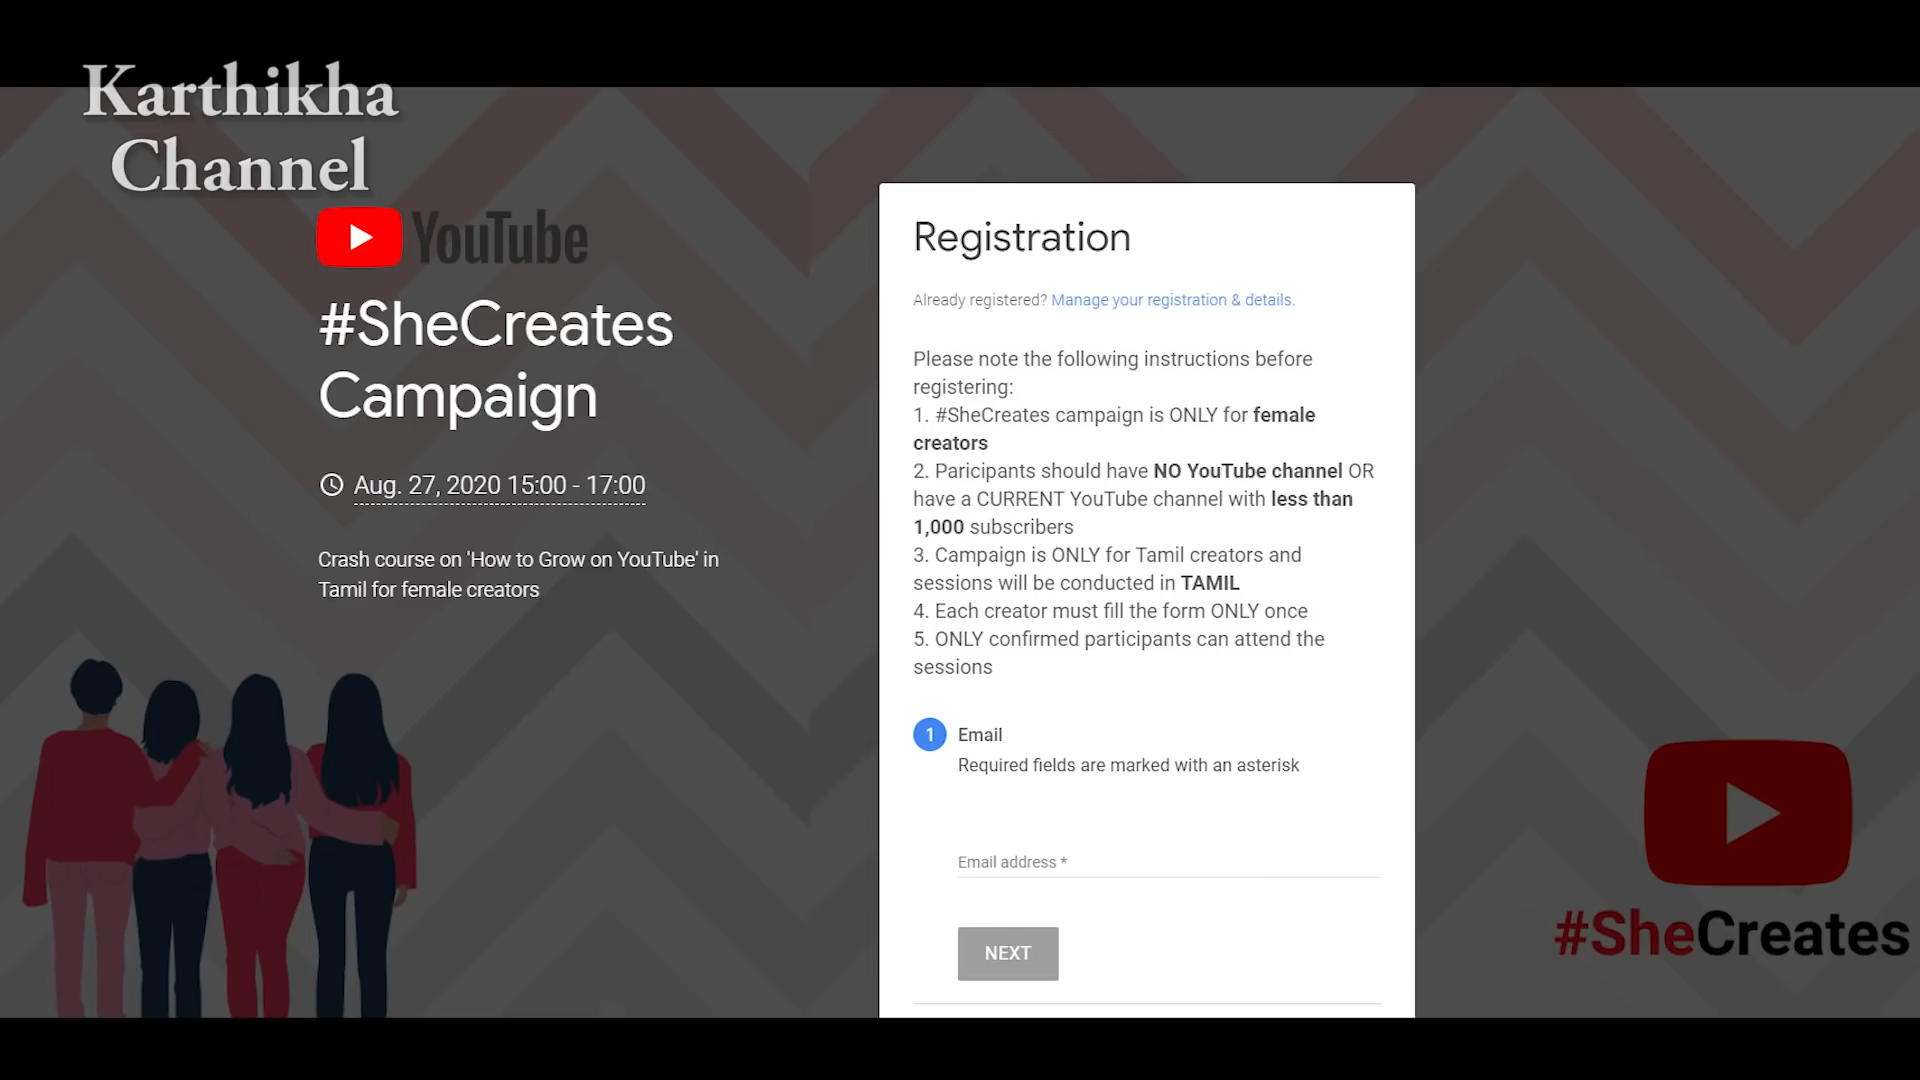 Karthikha
Channel
YouTube
#SheCreates
Campaign
Aug. 27, 2020 15:00 - 17:00
Crash course on 'How to Grow on YouTube' in
Tamil for female creators
Registration
Already registered? Manage your registration & details.
Please note the following instructions before
registering:
1. #SheCreates campaign is ONLY for female
creators
2. Paricipants should have NO YouTube channel OR
have a CURRENT YouTube channel with less than
1,000 subscribers
3. Campaign is ONLY for Tamil creators and
sessions will be conducted in TAMIL
4. Each creator must fill the form ONLY once
5. ONLY confirmed participants can attend the
sessions
1 Email
Required fields are marked with an asterisk
Email address *
NEXT
#SheCreates